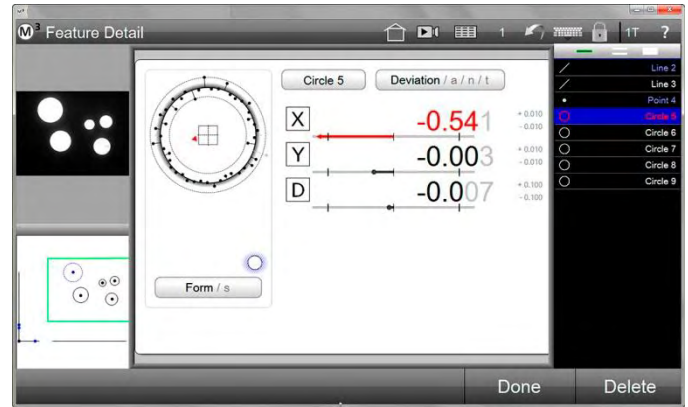 M³
M³ Feature Detail
1
1T
?
Circle 5
Deviation / a / n / t
X
-0.541
+ 0.010
- 0.010
Y
-0.003
+ 0.010
- 0.010
D
-0.007
+ 0.100
- 0.100
Form / s
Line 2
Line 3
Point 4
Circle 5
Circle 6
Circle 7
Circle 8
Circle 9
Done
Delete